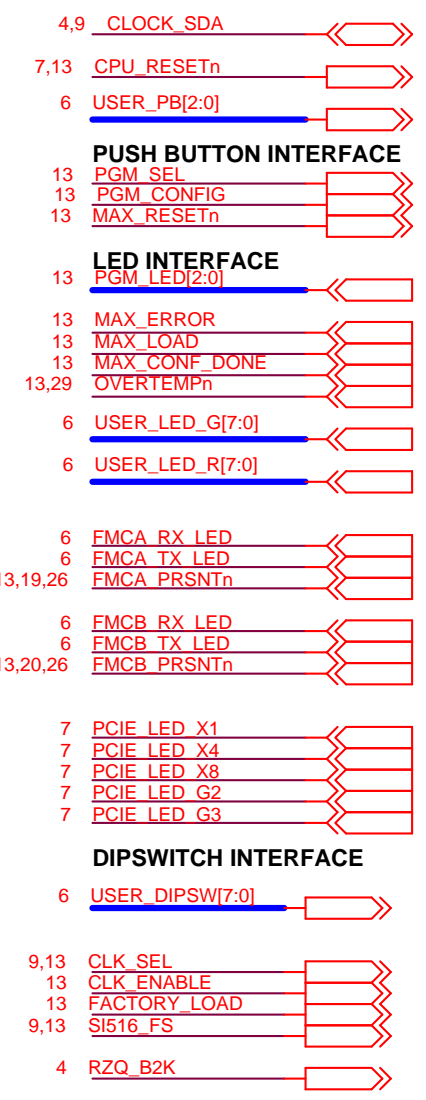 4,9 CLOCK_SDA
7,13 CPU_RESETn
6 USER_PB[2:0]
PUSH BUTTON INTERFACE
13 PGM_SEL
13 PGM_CONFIG
13 MAX_RESETn
LED INTERFACE
13 PGM_LED[2:0]
13 MAX_ERROR
13 MAX_LOAD
13 MAX_CONF_DONE
13,29 OVERTEMPn
6 USER_LED_G[7:0]
6 USER_LED_R[7:0]
6 FMCA_RX_LED
6 FMCA_TX_LED
13,19,26 FMCA_PRSNTn
6 FMCB_RX_LED
6 FMCB_TX_LED
13,20,26 FMCB_PRSNTn
7 PCIE_LED_X1
7 PCIE_LED_X4
7 PCIE_LED_X8
7 PCIE_LED_G2
7 PCIE_LED_G3
DIPSWITCH INTERFACE
6 USER_DIPSW[7:0]
9,13 CLK_SEL
13 CLK_ENABLE
13 FACTORY_LOAD
9,13 SI516_FS
4 RZQ_B2K